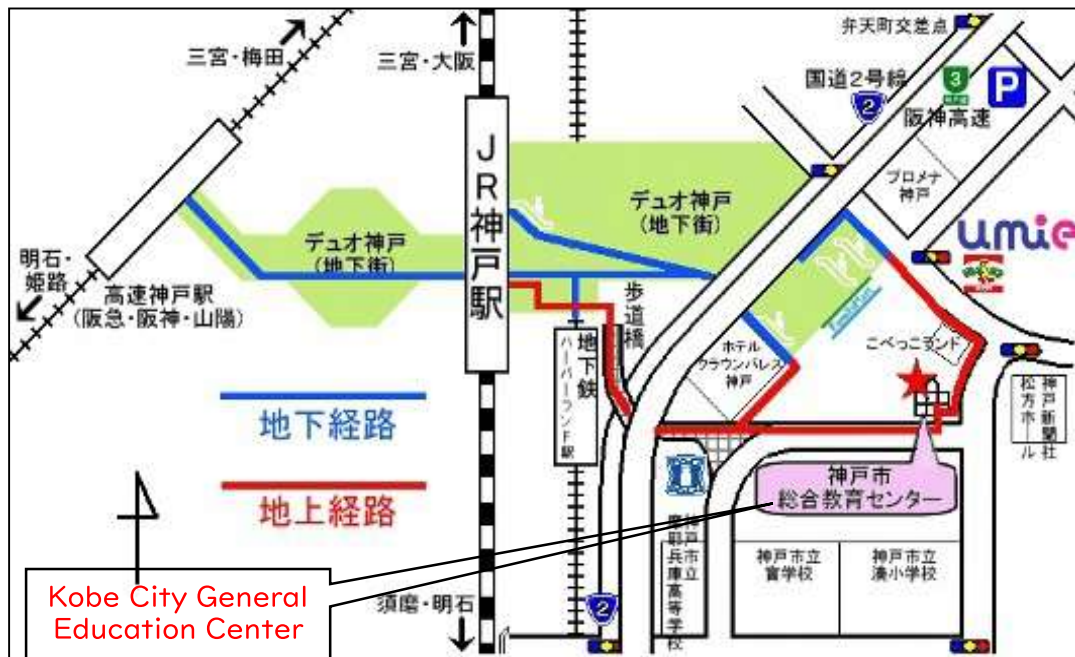 弁天町交差点
三宮・梅田
三宮・大阪
国道2号線
2
3
P
阪神高速
プロメナ
神戸
umie
JR神戸駅
デュオ神戸
(地下街)
デュオ神戸
(地下街)
明石・
姫路
高速神戸駅
(阪急・阪神・山陽)
歩道橋
地下鉄
ハーバーランド駅
ホテル
クラウンパレス
神戸
こべっこランド
神戸新聞社
松方ホール
地下経路
地上経路
神戸市
総合教育センター
神戸市立
摩耶兵庫高等学校
神戸市立
盲学校
神戸市立
湊小学校
Kobe City General
Education Center
須磨・明石
2